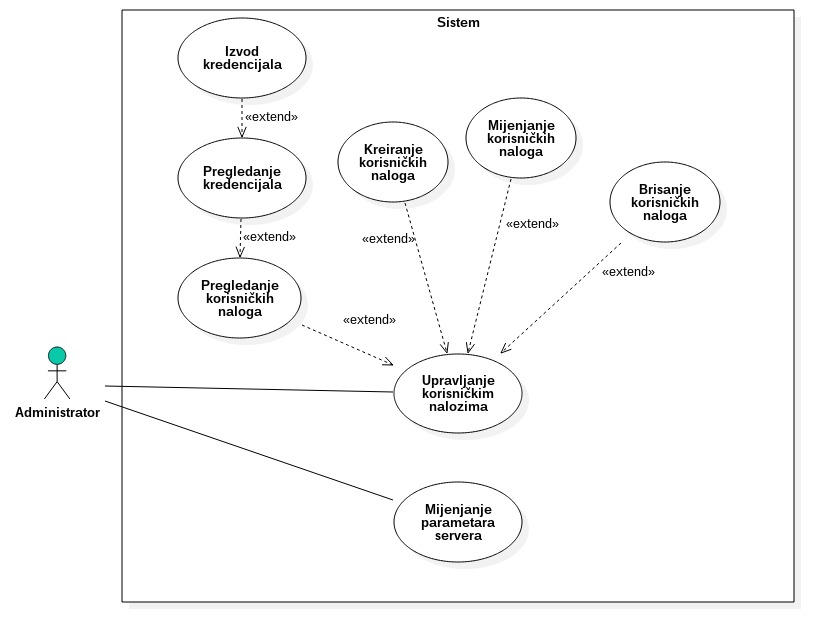 Sistem
Izvod
kredencijala
«extend»
Pregledanje
kredencijala
«extend»
Pregledanje
korisničkih
naloga
«extend»
Kreiranje
korisničkih
naloga
«extend»
Mijenjanje
korisničkih
naloga
«extend»
Brisanje
korisničkih
naloga
«extend»
Administrator
Upravljanje
korisničkim
nalozima
Mijenjanje
parametara
servera